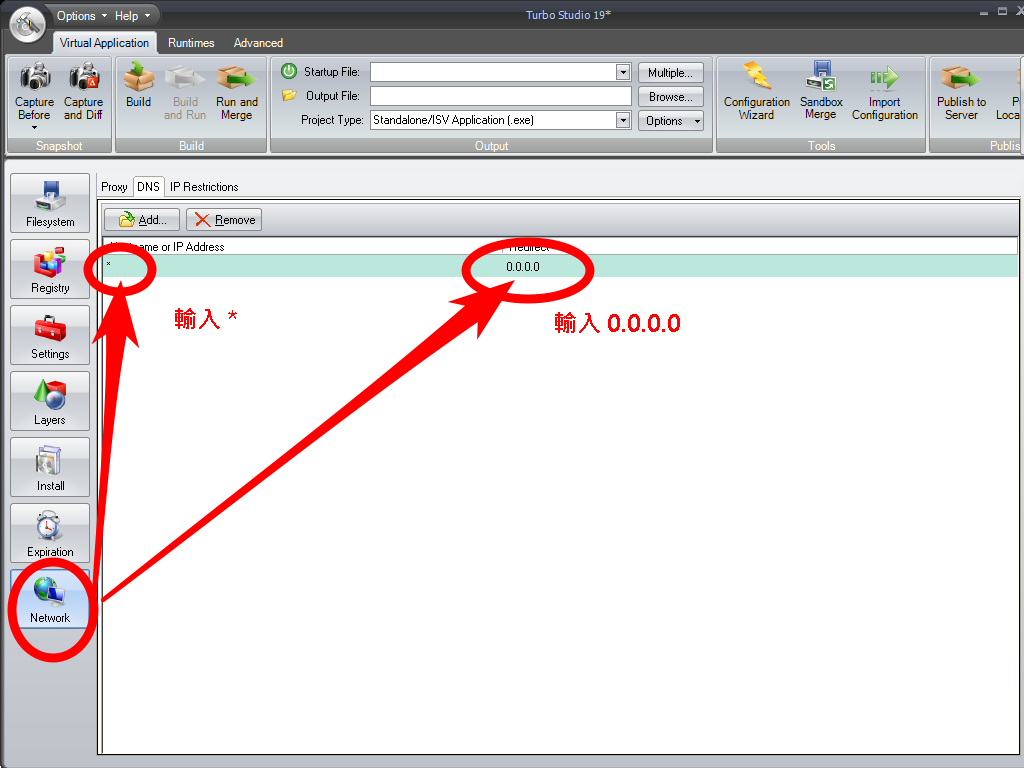 Options Help
Turbo Studio 19*
Virtual Application Runtimes Advanced
Startup File: Multiple...
Output File: Browse...
Project Type: Standalone/ISV Application (.exe) Options
Capture Before
Capture and Diff
Build
Build and Run
Run and Merge
Configuration Wizard
Sandbox Merge
Import Configuration
Publish to Server
P
Loca
Snapshot Build Output Tools Publis
Proxy DNS IP Restrictions
Add... Remove
name or IP Address Redirect
* 0.0.0.0
輸入 *
輸入 0.0.0.0
Filesystem
Registry
Settings
Layers
Install
Expiration
Network